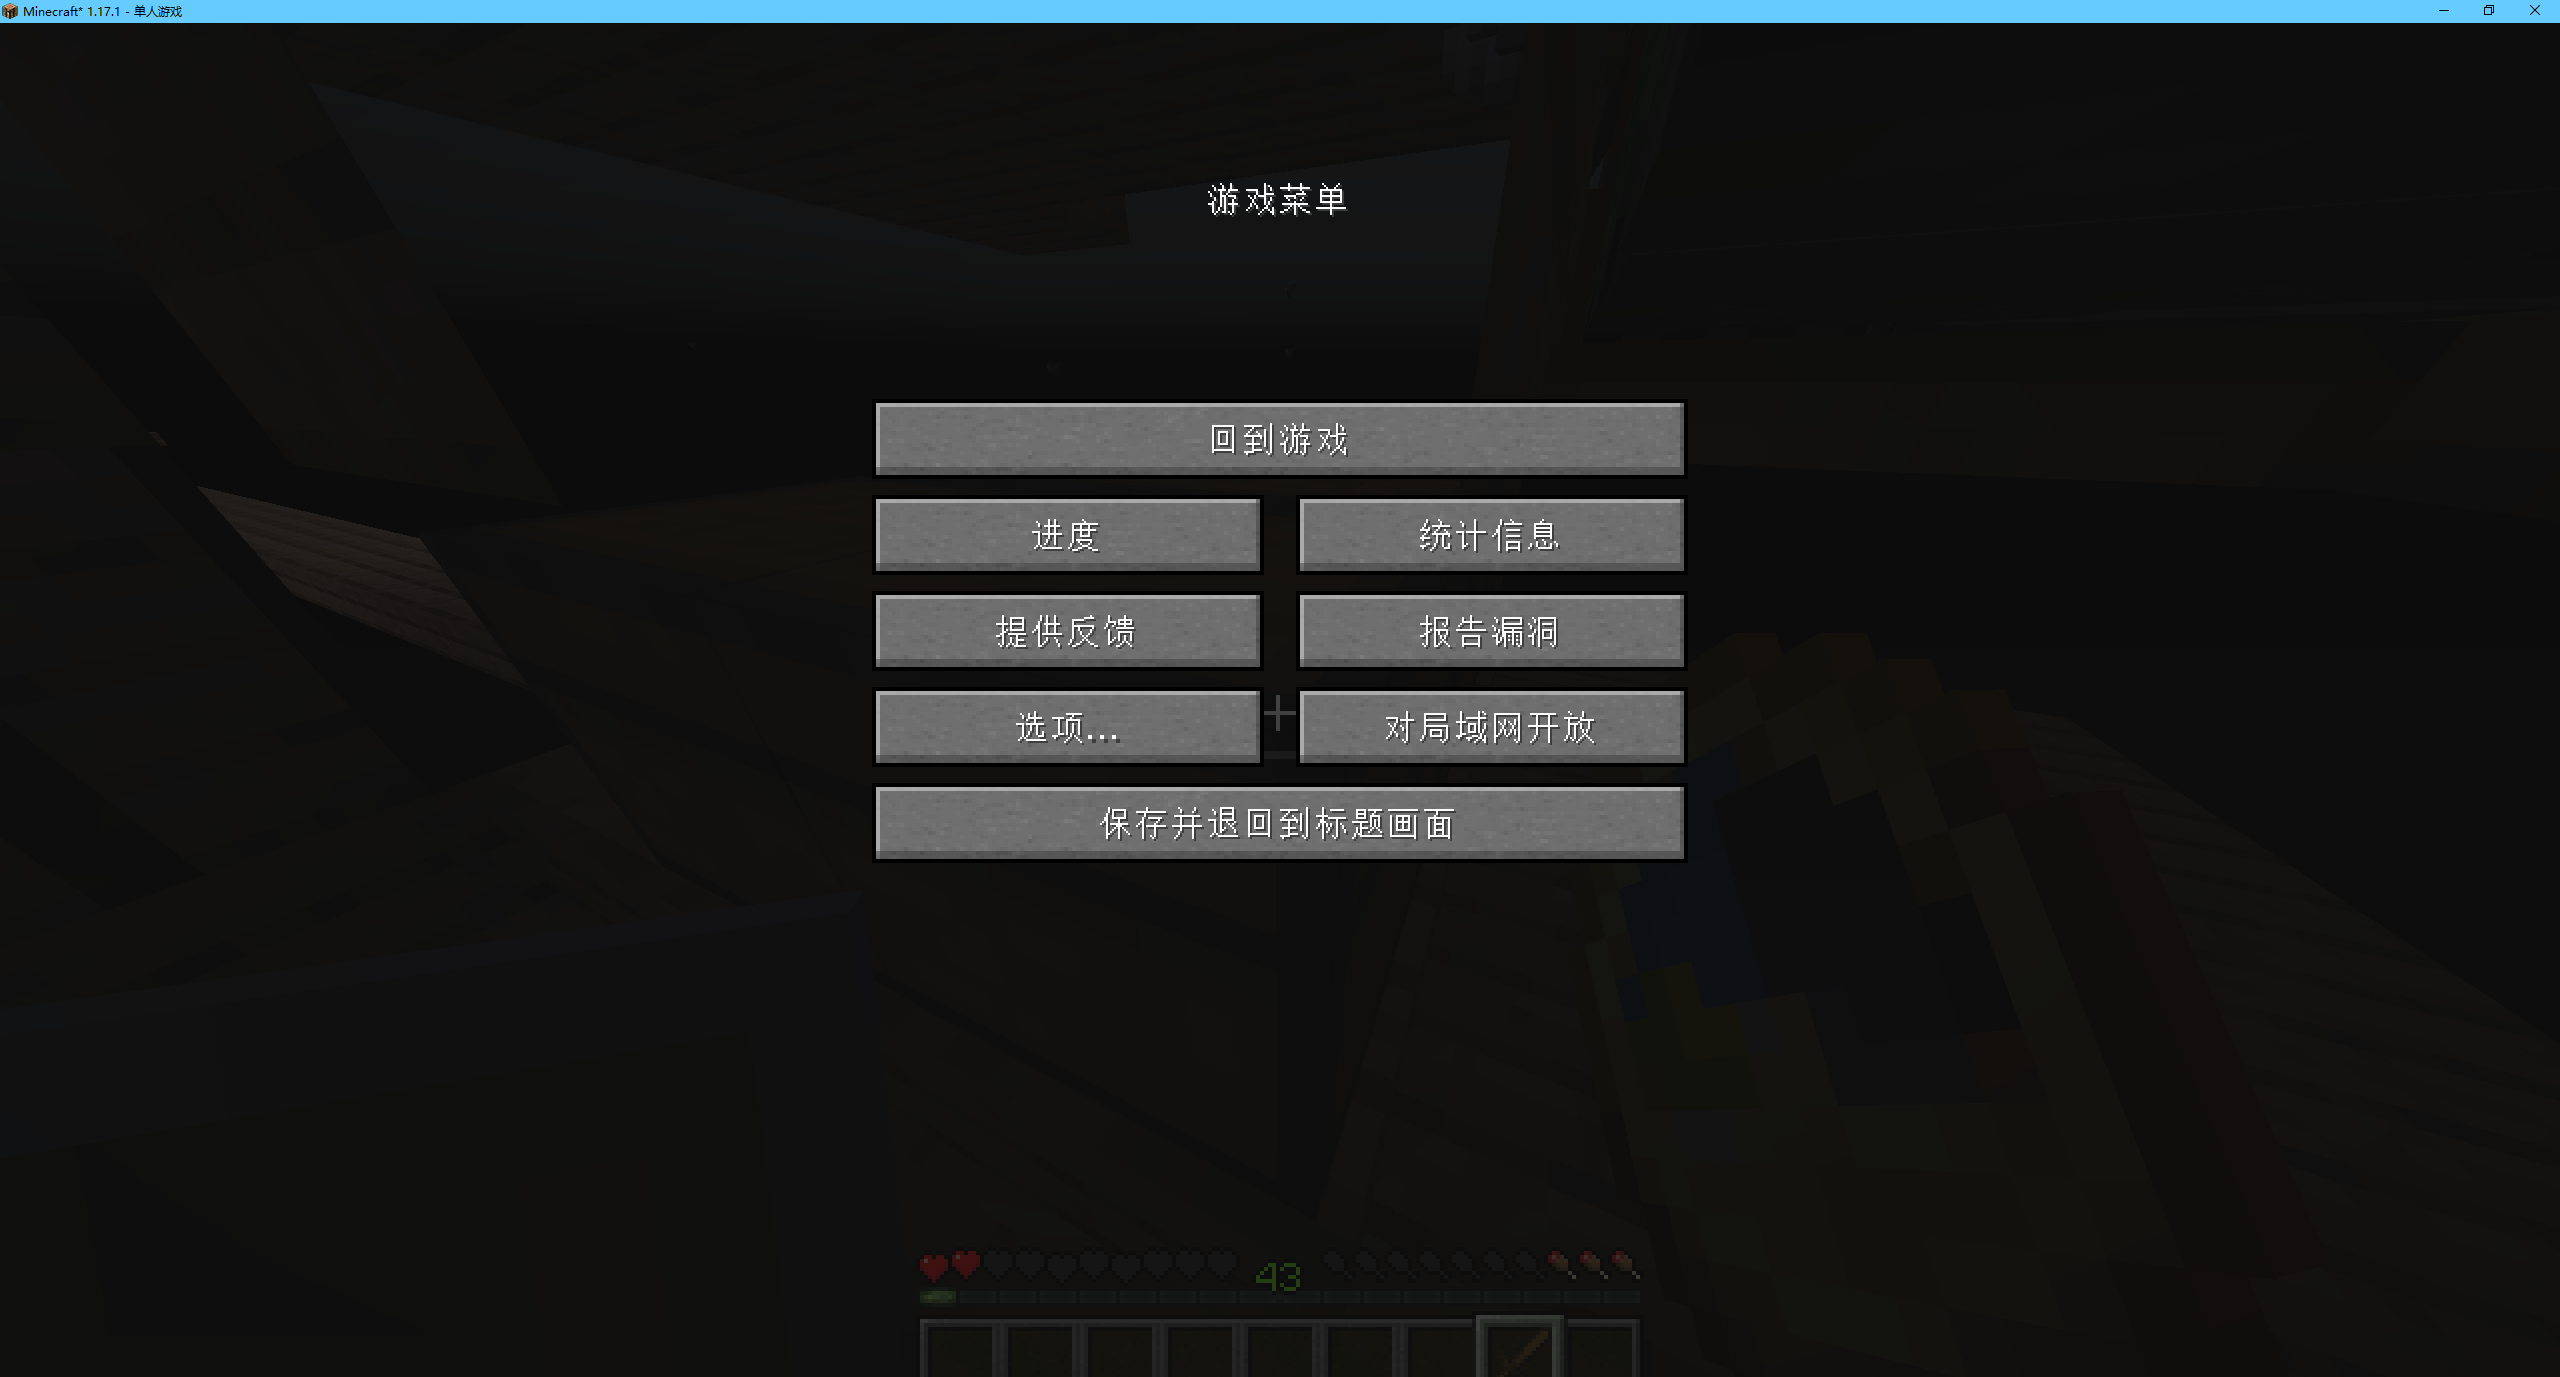 Minecraft* 1.17.1 - 单人游戏
游戏菜单
回到游戏
进度
统计信息
提供反馈
报告漏洞
选项...
对局域网开放
保存并退回到标题画面
43